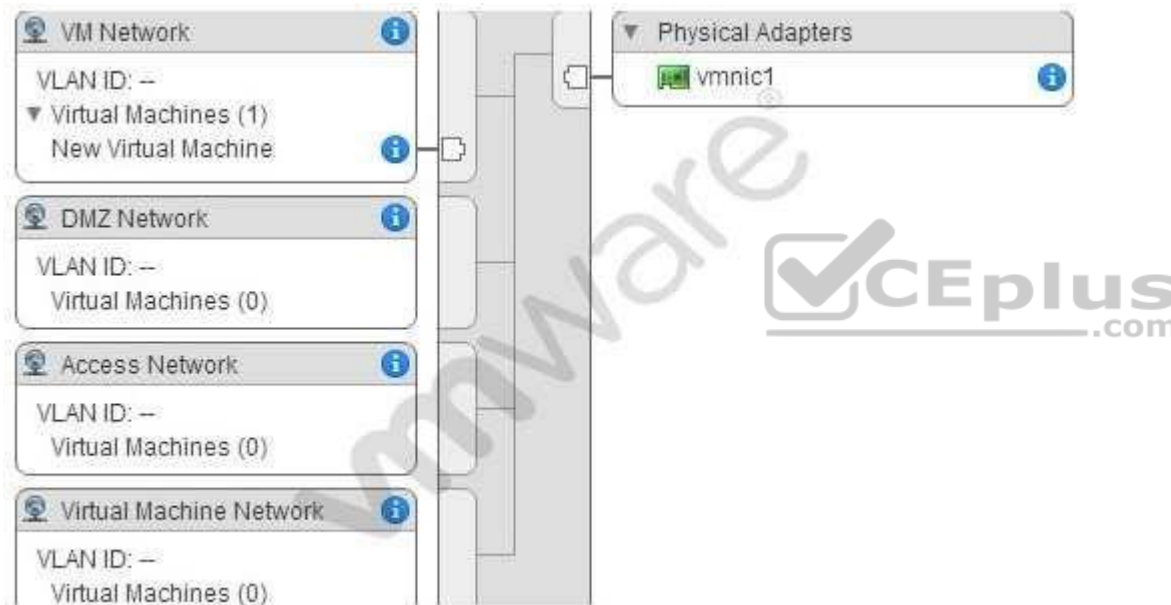 VM Network
VLAN ID: --
Virtual Machines (1)
New Virtual Machine
DMZ Network
VLAN ID: --
Virtual Machines (0)
Access Network
VLAN ID: --
Virtual Machines (0)
Virtual Machine Network
VLAN ID: --
Virtual Machines (0)
Physical Adapters
vmnic1
vmware®
VCEplus
.com